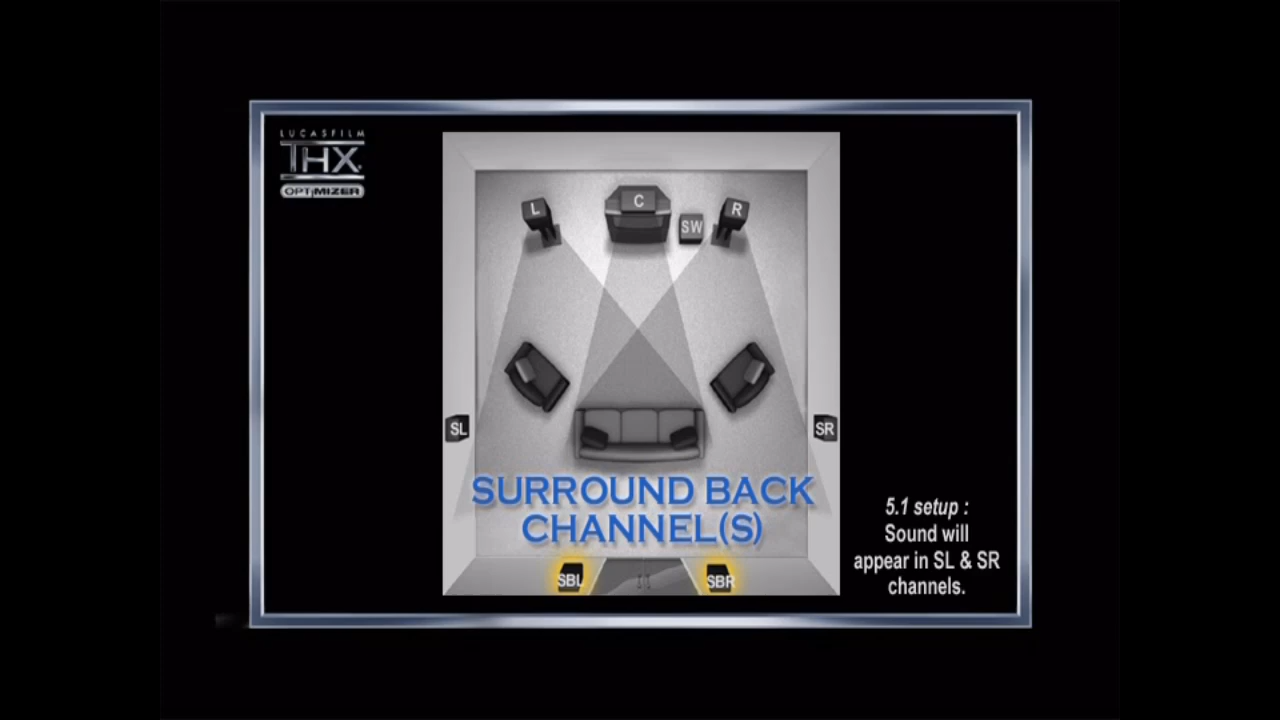 LUCASFILM
THX
OPTIMIZER
L
C
R
SW
SL
SR
SURROUND BACK
CHANNEL(S)
SBL
SBR
5.1 setup :
Sound will
appear in SL & SR
channels.